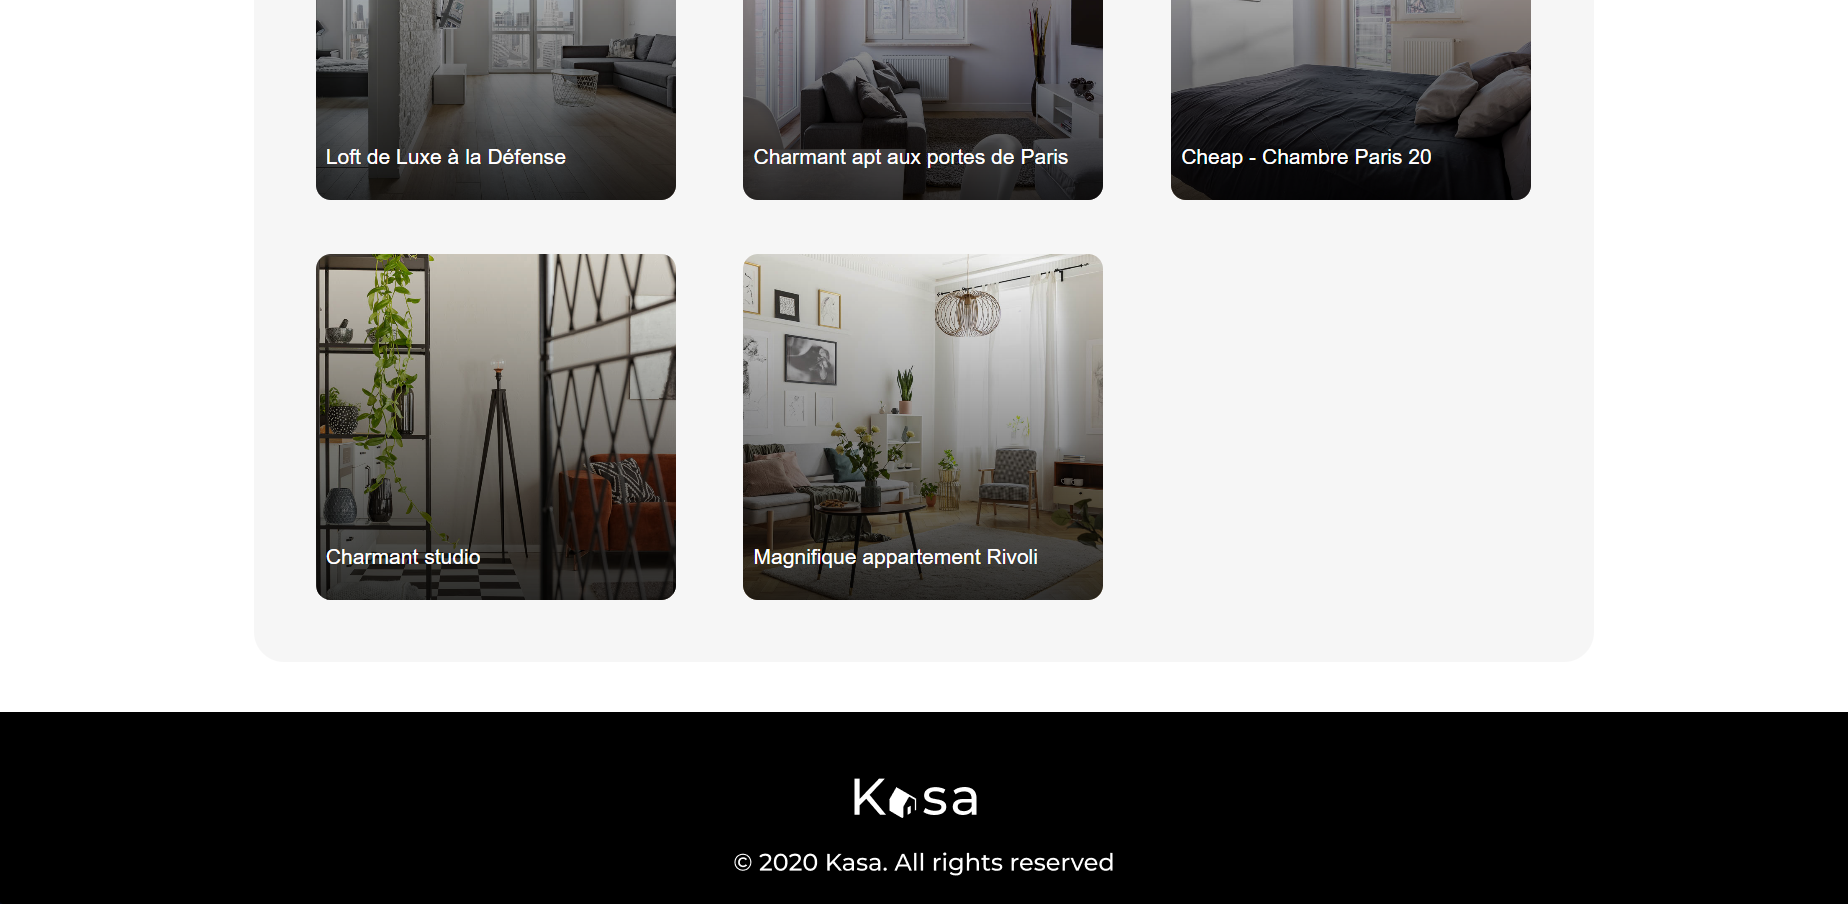 Loft de Luxe à la Défense
Charmant apt aux portes de Paris
Cheap - Chambre Paris 20
Charmant studio
Magnifique appartement Rivoli
Kasa
© 2020 Kasa. All rights reserved